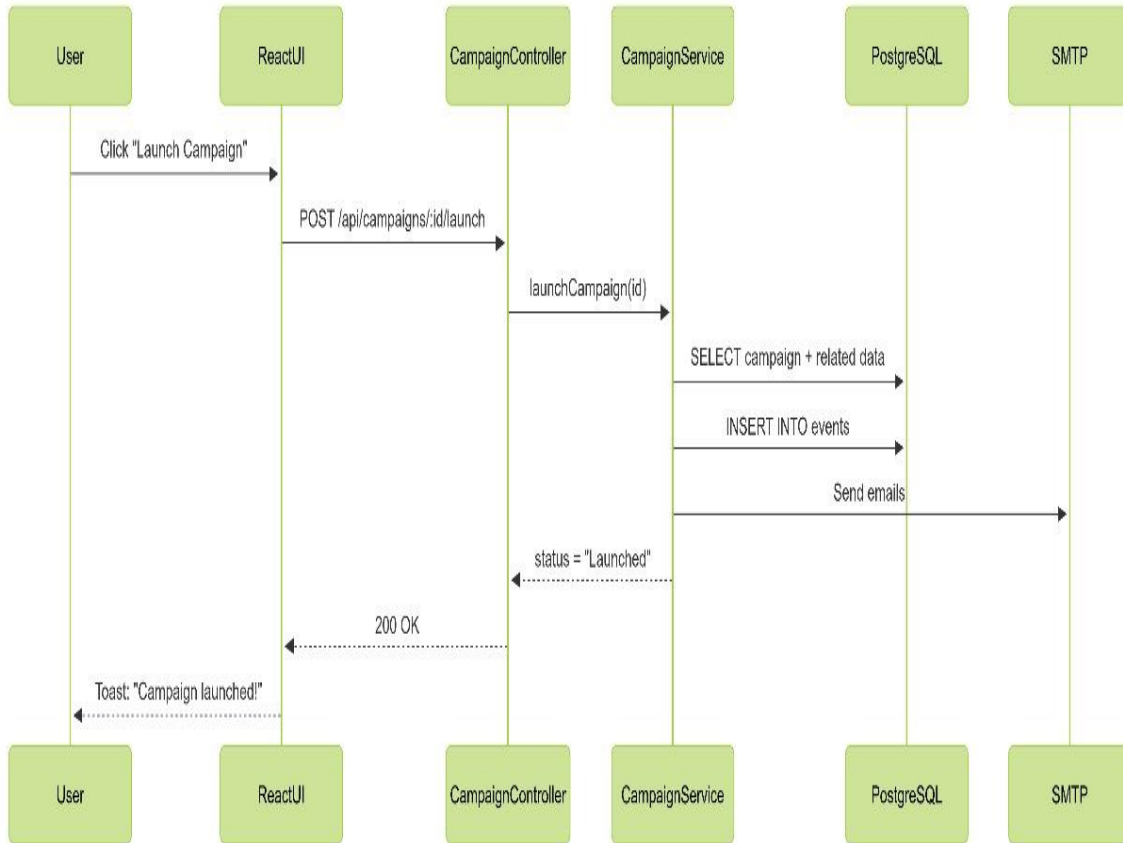 User
ReactUI
CampaignController
CampaignService
PostgreSQL
SMTP
Click "Launch Campaign"
POST /api/campaigns/:id/launch
launchCampaign(id)
SELECT campaign + related data
INSERT INTO events
Send emails
status = "Launched"
200 OK
Toast: "Campaign launched!"
User
ReactUI
CampaignController
CampaignService
PostgreSQL
SMTP